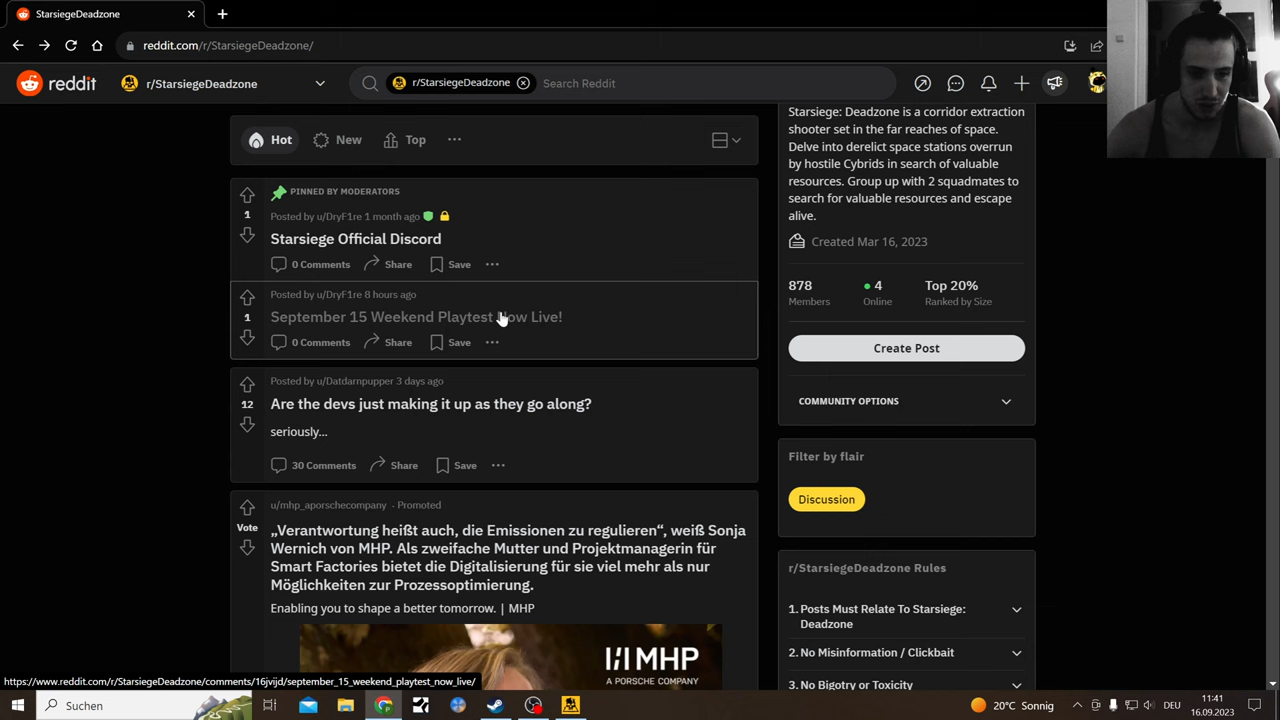 StarsiegeDeadzone
reddit.com/r/StarsiegeDeadzone/
reddit
r/StarsiegeDeadzone
r/StarsiegeDeadzone
Search Reddit
Hot
New
Top
PINNED BY MODERATORS
1
Posted by u/DryF1re 1 month ago
Starsiege Official Discord
0 Comments
Share
Save
1
Posted by u/DryF1re 8 hours ago
September 15 Weekend Playtest Now Live!
0 Comments
Share
Save
12
Posted by u/Datdarnpupper 3 days ago
Are the devs just making it up as they go along?
seriously...
30 Comments
Share
Save
Vote
u/mhp_aporschecompany · Promoted
„Verantwortung heißt auch, die Emissionen zu regulieren“, weiß Sonja
Wernich von MHP. Als zweifache Mutter und Projektmanagerin für
Smart Factories bietet die Digitalisierung für sie viel mehr als nur
Möglichkeiten zur Prozessoptimierung.
Enabling you to shape a better tomorrow. | MHP
MHP
A PORSCHE COMPANY
Starsiege: Deadzone is a corridor extraction
shooter set in the far reaches of space.
Delve into derelict space stations overrun
by hostile Cybrids in search of valuable
resources. Group up with 2 squadmates to
search for valuable resources and escape
alive.
Created Mar 16, 2023
878
Members
4
Online
Top 20%
Ranked by Size
Create Post
COMMUNITY OPTIONS
Filter by flair
Discussion
r/StarsiegeDeadzone Rules
1. Posts Must Relate To Starsiege:
Deadzone
2. No Misinformation / Clickbait
3. No Bigotry or Toxicity
https://www.reddit.com/r/StarsiegeDeadzone/comments/16jvijd/september_15_weekend_playtest_now_live/
Suchen
20°C Sonnig
DEU
11:41
16.09.2023